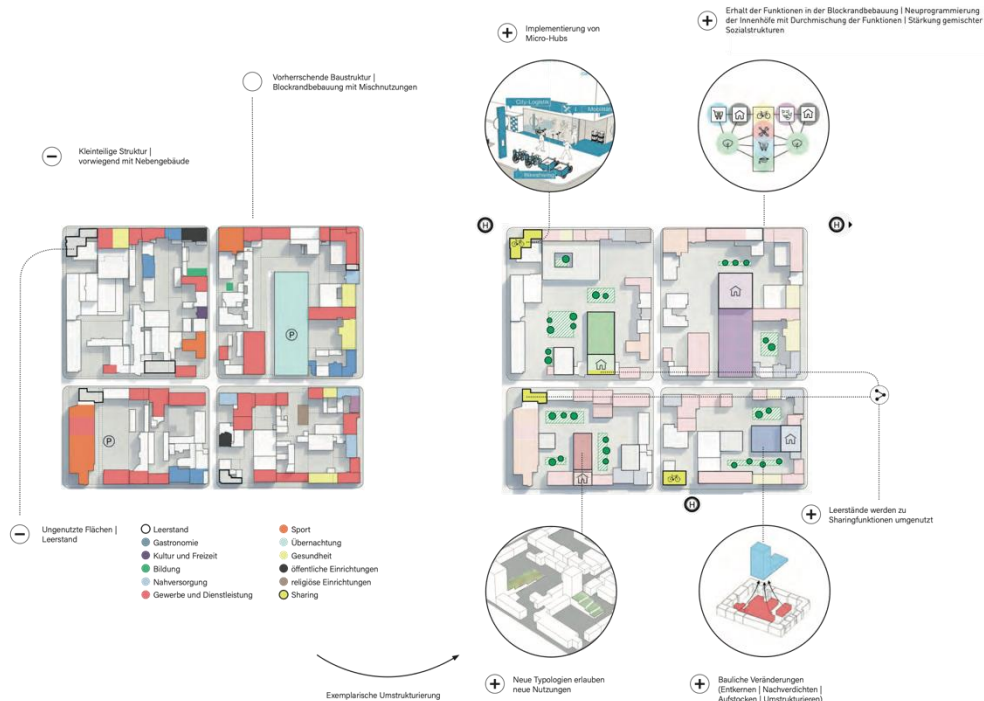 Erhalt der Funktionen in der Blockrandbebauung | Neuprogrammierung
der Innenhöfe mit Durchmischung der Funktionen | Stärkung gemischter
Sozialstrukturen
Implementierung von
Micro-Hubs
Vorherrschende Baustruktur |
Blockrandbebauung mit Mischnutzungen
Kleinteilige Struktur |
vorwiegend mit Nebengebäude
City Logistik
Bikesharing
H
H
P
P
H
Ungenutzte Flächen |
Leerstand
Leerstand
Gastronomie
Kultur und Freizeit
Bildung
Nahversorgung
Gewerbe und Dienstleistung
Sport
Übernachtung
Gesundheit
öffentliche Einrichtungen
religiöse Einrichtungen
Sharing
Leerstände werden zu
Sharingfunktionen umgenutzt
Exemplarische Umstrukturierung
Neue Typologien erlauben
neue Nutzungen
Bauliche Veränderungen
(Entkernen | Nachverdichten |
Aufstocken | Umstrukturieren)